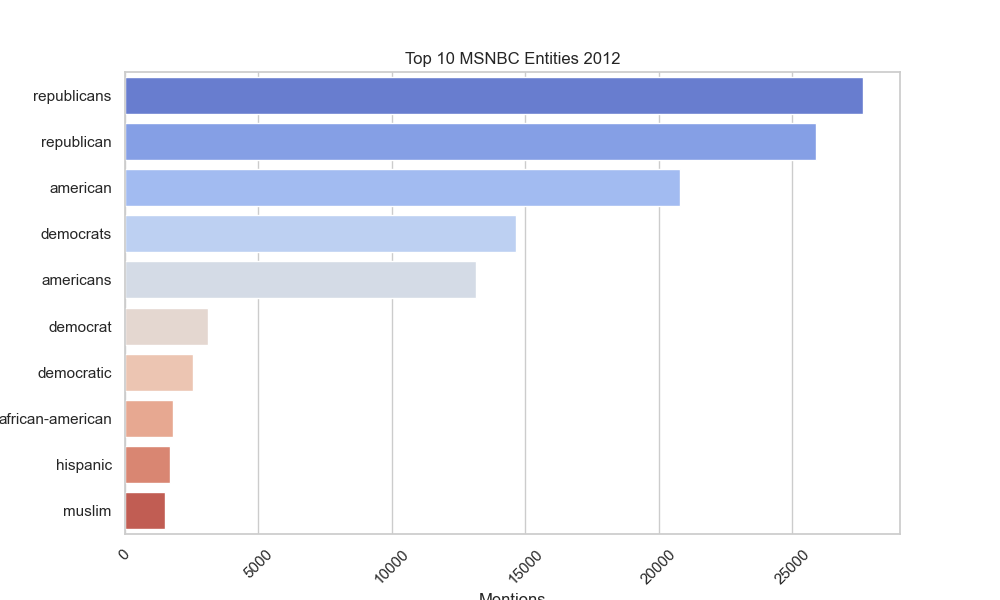 Top 10 MSNBC Entities 2012
republicans
republican
american
democrats
americans
democrat
democratic
african-american
hispanic
muslim
0
5000
10000
15000
20000
25000
Mentions